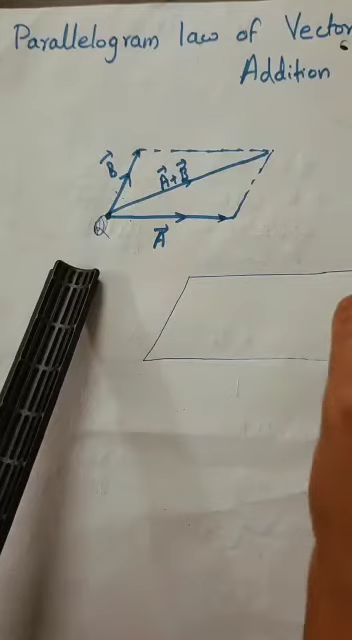 Parallelogram law of Vector
Addition
B⃗
A⃗+B⃗
A⃗